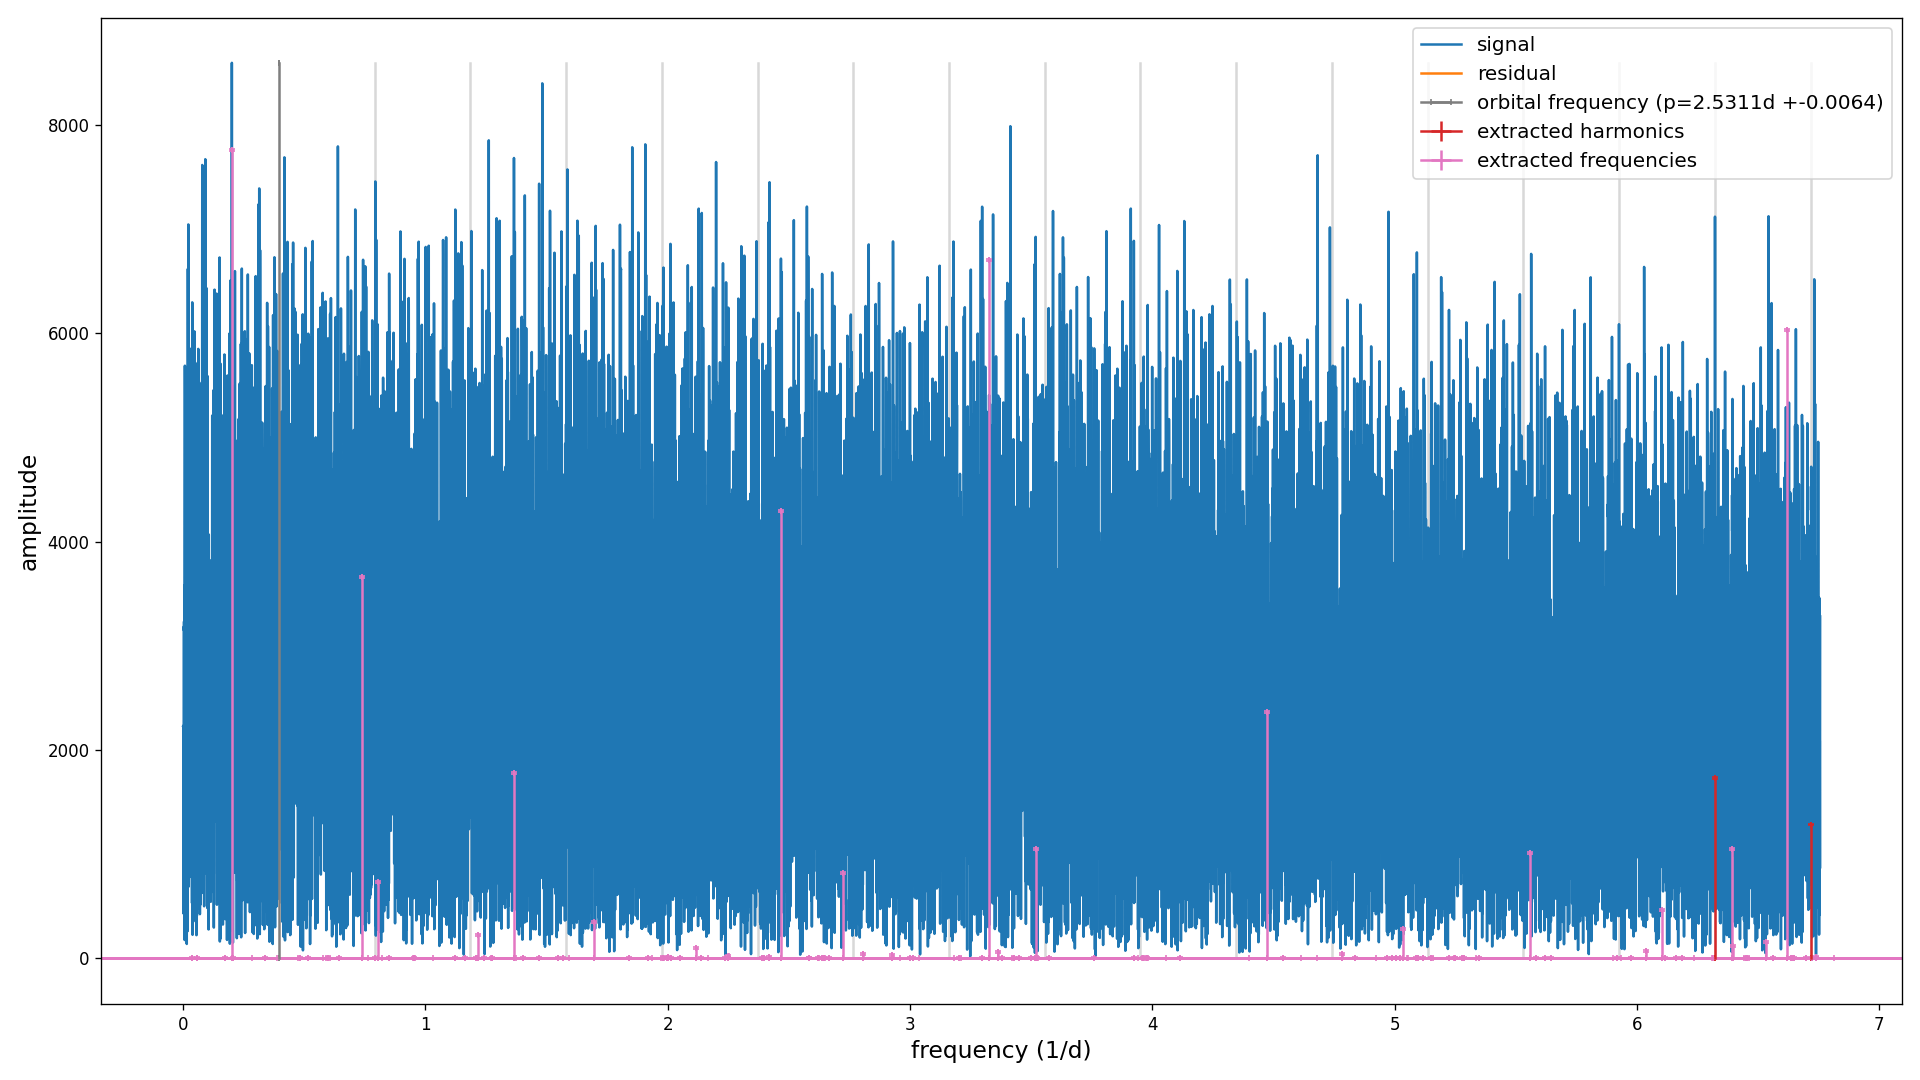 signal
residual
orbital frequency (p=2.5311d +-0.0064)
extracted harmonics
extracted frequencies
8000
6000
4000
2000
0
amplitude
0 1 2 3 4 5 6 7
frequency (1/d)